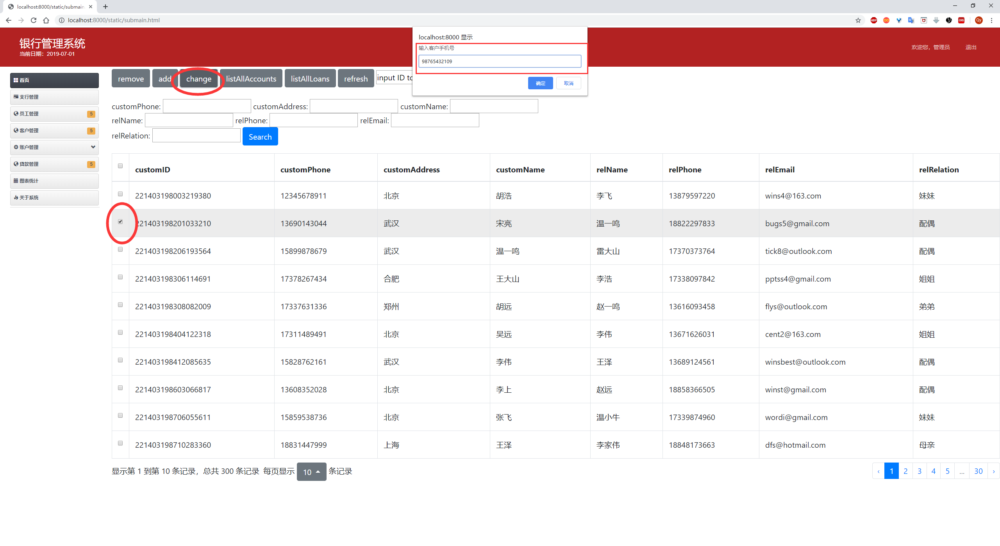 localhost:8000/static/submain.
localhost:8000/static/submain.html
ABP
CORS
Qy
银行管理系统
当前日期：2019-07-01
欢迎您，管理员 退出
localhost:8000 显示
输入客户手机号
98765432109
确定 取消
首页
支行管理
员工管理 5
客户管理 5
账户管理
贷款管理 5
图表统计
关于系统
remove add change listAllAccounts listAllLoans refresh input ID to
customPhone: customAddress: customName:
relName: relPhone: relEmail:
relRelation: Search
customID customPhone customAddress customName relName relPhone relEmail relRelation
221403198003219380 12345678911 北京 胡浩 李飞 13879597220 wins4@163.com 妹妹
221403198201033210 13690143044 武汉 宋亮 温一鸣 18822297833 bugs5@gmail.com 配偶
221403198206193564 15899878679 武汉 温一鸣 雷大山 17370373764 tick8@outlook.com 配偶
221403198306114691 17378267434 合肥 王大山 李浩 17338097842 pptss4@gmail.com 姐姐
221403198308082009 17337631336 郑州 胡远 赵一鸣 13616093458 flys@outlook.com 弟弟
221403198404122318 17311489491 北京 吴远 李伟 13671626031 cent2@163.com 姐姐
221403198412085635 15828762161 武汉 李伟 王泽 13689124561 winsbest@outlook.com 配偶
221403198603066817 13608352028 北京 李上 赵远 18858366505 winst@gmail.com 配偶
221403198706055611 15859538736 北京 张飞 温小牛 17339874960 wordi@gmail.com 妹妹
221403198710283360 18831447999 上海 王泽 李家伟 18848173663 dfs@hotmail.com 母亲
显示第 1 到第 10 条记录，总共 300 条记录 每页显示 10 条记录
‹ 1 2 3 4 5 ... 30 ›